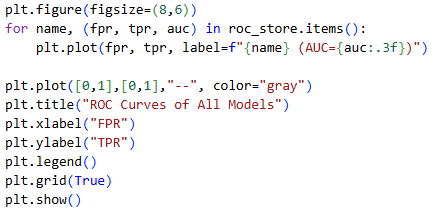 plt.figure(figsize=(8,6))
for name, (fpr, tpr, auc) in roc_store.items():
    plt.plot(fpr, tpr, label=f"{name} (AUC={auc:.3f})")

plt.plot([0,1],[0,1],"--", color="gray")
plt.title("ROC Curves of All Models")
plt.xlabel("FPR")
plt.ylabel("TPR")
plt.legend()
plt.grid(True)
plt.show()